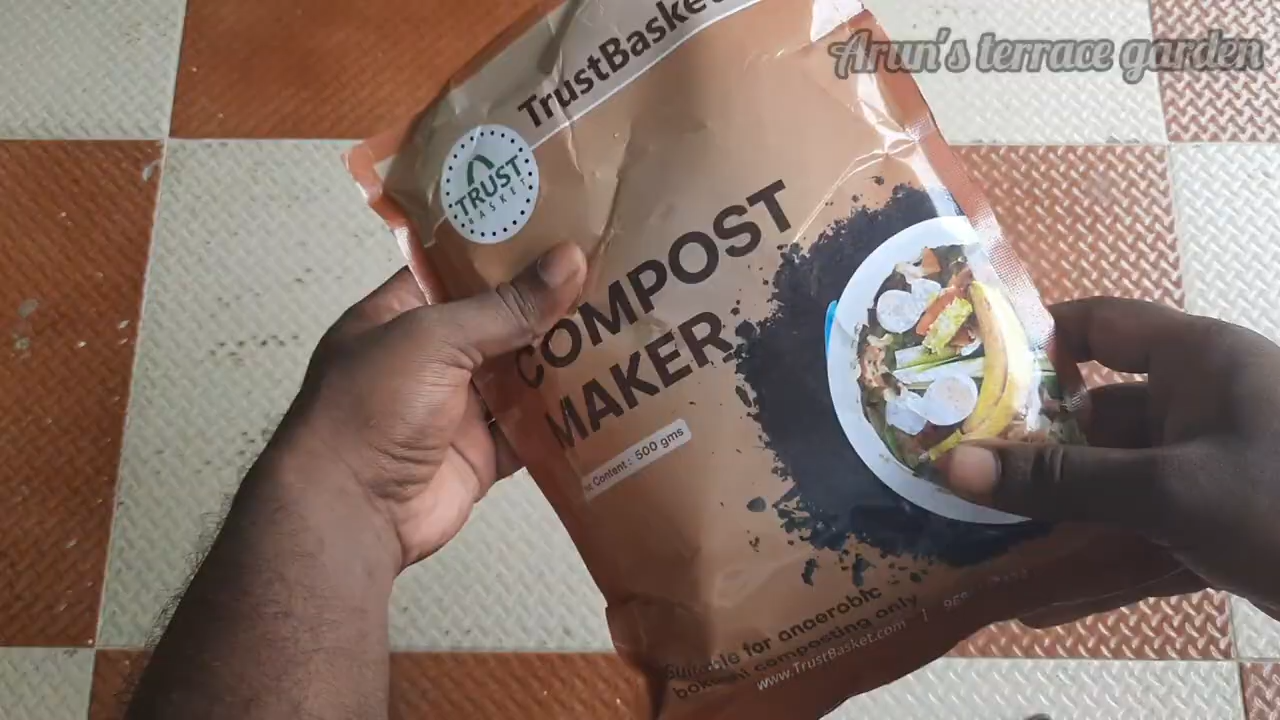 Arun's terrace garden
TrustBasket
TRUST
BASKET
COMPOST
MAKER
Content: 500 gms
Suitable for anaerobic
bokashi composting only
www.TrustBasket.com |